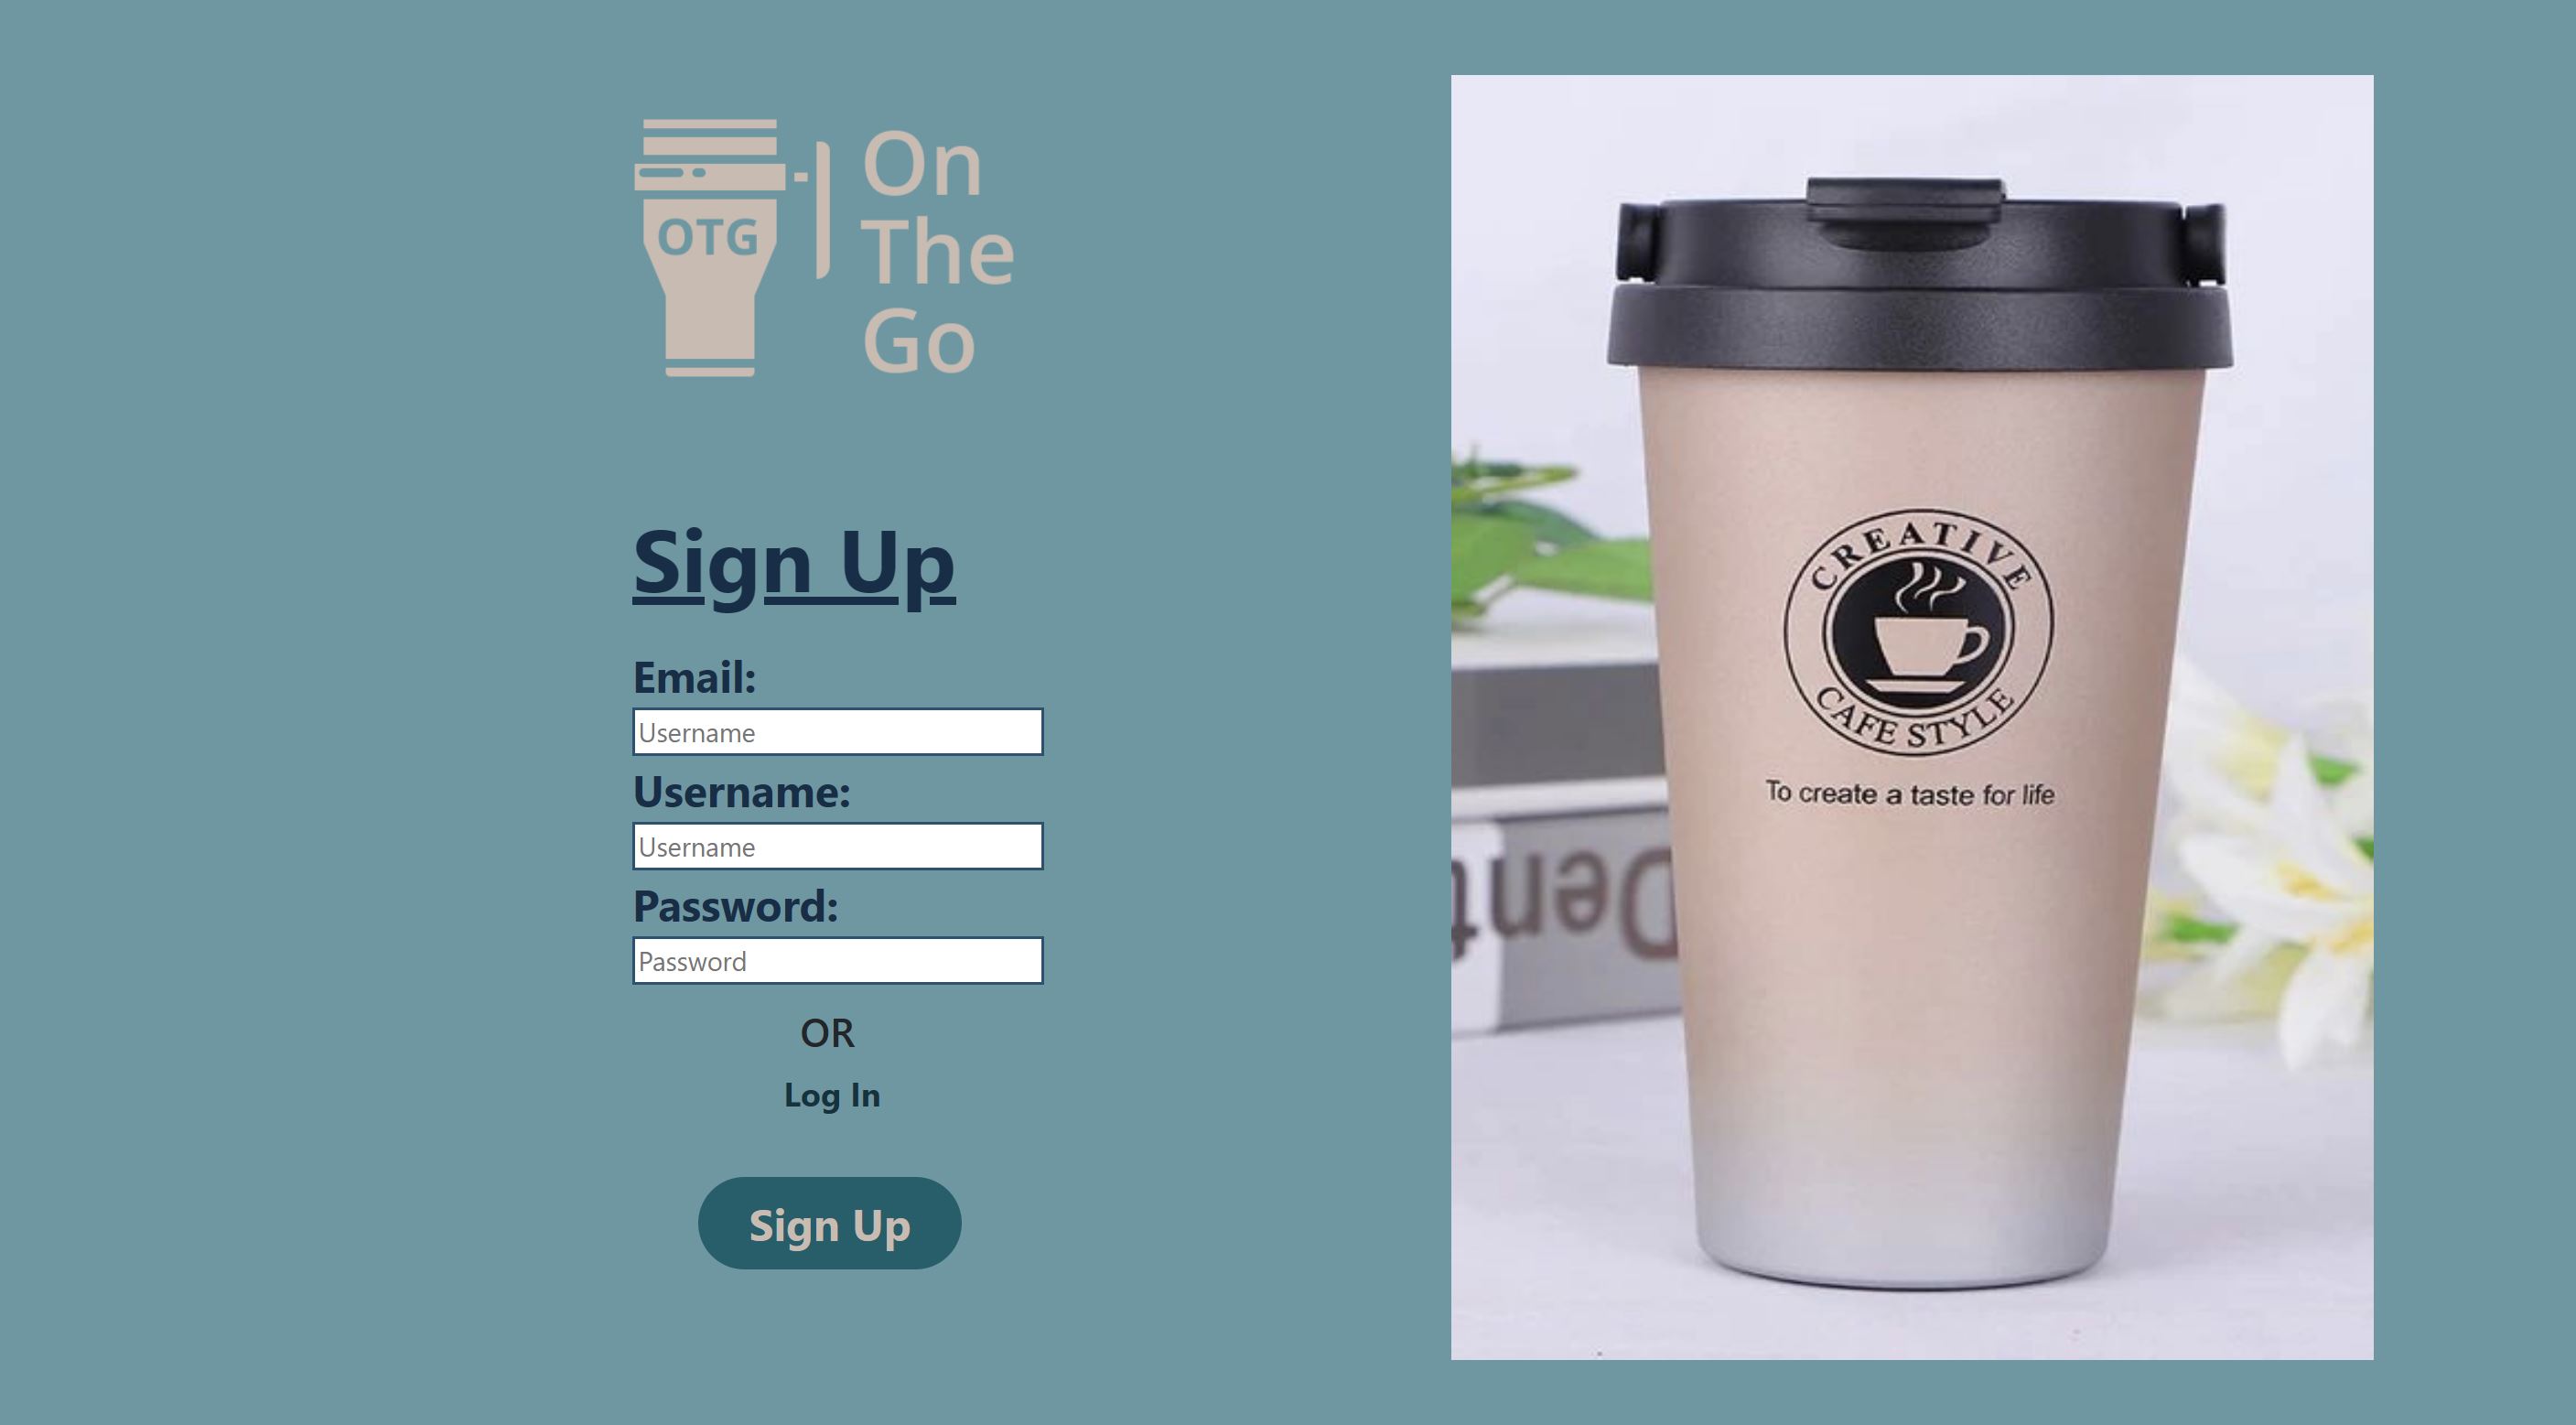 OTG
On
The
Go
Sign Up
Email:
Username
Username:
Username
Password:
Password
OR
Log In
Sign Up
CREATIVE
CAFE STYLE
To create a taste for life
Dent